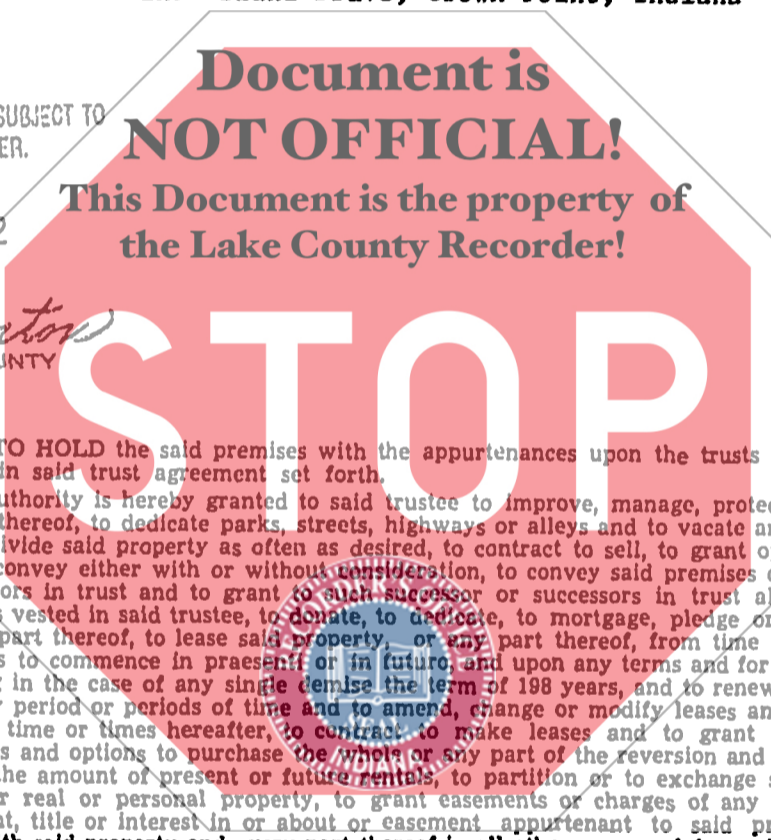 Crown Point, Indiana
Document is
SUBJECT TO
NOT OFFICIAL!
ER.
This Document is the property of
the Lake County Recorder!
STOP
UNTY
TO HOLD the said premises with the appurtenances upon the trusts
in said trust agreement set forth.
uthority is hereby granted to said trustee to improve, manage, protec
thereof, to dedicate parks, streets, highways or alleys and to vacate a
ivide said property as often as desired, to contract to sell, to grant o
convey either with or without consideration, to convey said premises
ors in trust and to grant to such successor or successors in trust al
vested in said trustee, to donate, to dedicate, to mortgage, pledge or
part thereof, to lease said property, or any part thereof, from time
s to commence in praesenti or in futuro, and upon any terms and for
in the case of any single demise the term of 198 years, and to renew
period or periods of time and to amend, change or modify leases an
time or times hereafter, to contract to make leases and to grant
s and options to purchase the whole or any part of the reversion and
he amount of present or future rentals, to partition or to exchange
r real or personal property, to grant easements or charges of any
t, title or interest in or about or easement appurtenant to said pr
SEAL
INDIANA